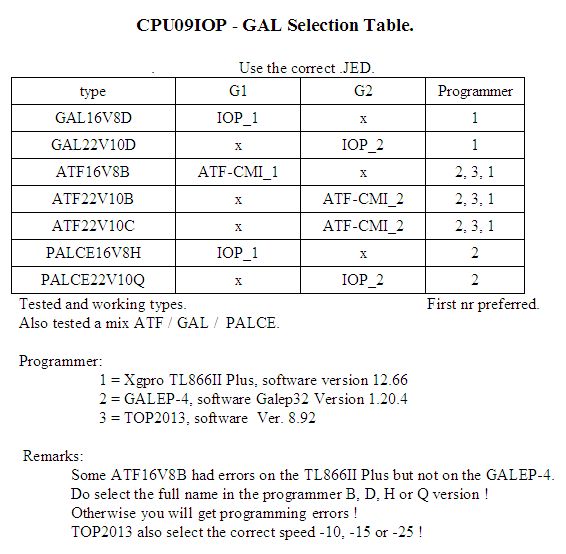 CPU09IOP - GAL Selection Table.
. Use the correct .JED.
type G1 G2 Programmer
GAL16V8D IOP_1 x 1
GAL22V10D x IOP_2 1
ATF16V8B ATF-CMI_1 x 2, 3, 1
ATF22V10B x ATF-CMI_2 2, 3, 1
ATF22V10C x ATF-CMI_2 2, 3, 1
PALCE16V8H IOP_1 x 2
PALCE22V10Q x IOP_2 2
Tested and working types. First nr preferred.
Also tested a mix ATF / GAL / PALCE.
Programmer:
1 = Xgpro TL866II Plus, software version 12.66
2 = GALEP-4, software Galep32 Version 1.20.4
3 = TOP2013, software Ver. 8.92
Remarks:
Some ATF16V8B had errors on the TL866II Plus but not on the GALEP-4.
Do select the full name in the programmer B, D, H or Q version !
Otherwise you will get programming errors !
TOP2013 also select the correct speed -10, -15 or -25 !